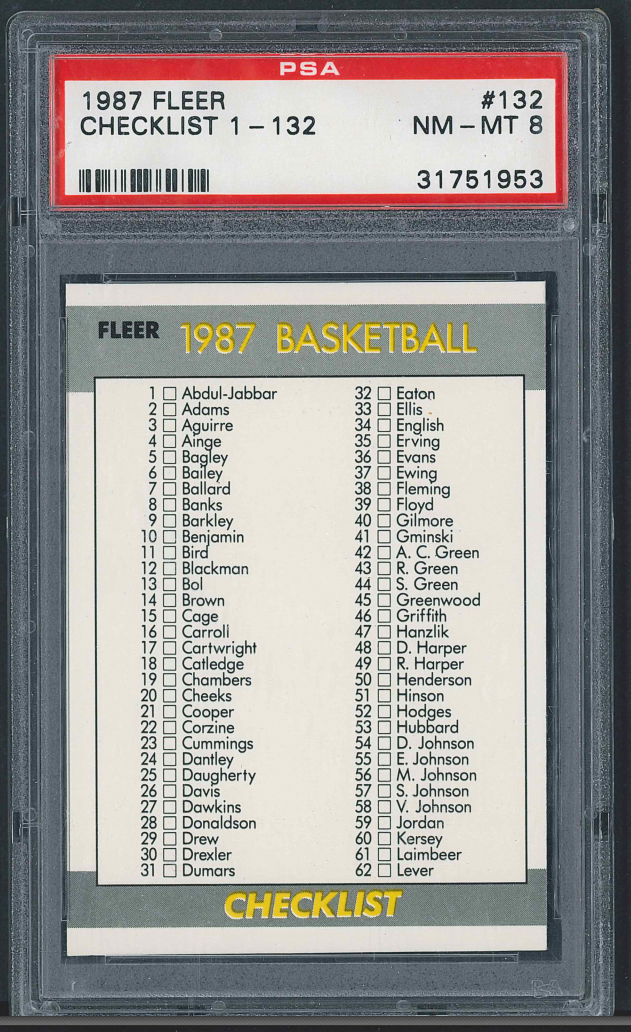 PSA
1987 FLEER #132
CHECKLIST 1 – 132 NM – MT 8
31751953
FLEER 1987 BASKETBALL
1 Abdul-Jabbar
2 Adams
3 Aguirre
4 Ainge
5 Bagley
6 Bailey
7 Ballard
8 Banks
9 Barkley
10 Benjamin
11 Bird
12 Blackman
13 Bol
14 Brown
15 Cage
16 Carroll
17 Cartwright
18 Catledge
19 Chambers
20 Cheeks
21 Cooper
22 Corzine
23 Cummings
24 Dantley
25 Daugherty
26 Davis
27 Dawkins
28 Donaldson
29 Drew
30 Drexler
31 Dumars
32 Eaton
33 Ellis
34 English
35 Erving
36 Evans
37 Ewing
38 Fleming
39 Floyd
40 Gilmore
41 Gminski
42 A. C. Green
43 R. Green
44 S. Green
45 Greenwood
46 Griffith
47 Hanzlik
48 D. Harper
49 R. Harper
50 Henderson
51 Hinson
52 Hodges
53 Hubbard
54 D. Johnson
55 E. Johnson
56 M. Johnson
57 S. Johnson
58 V. Johnson
59 Jordan
60 Kersey
61 Laimbeer
62 Lever
CHECKLIST